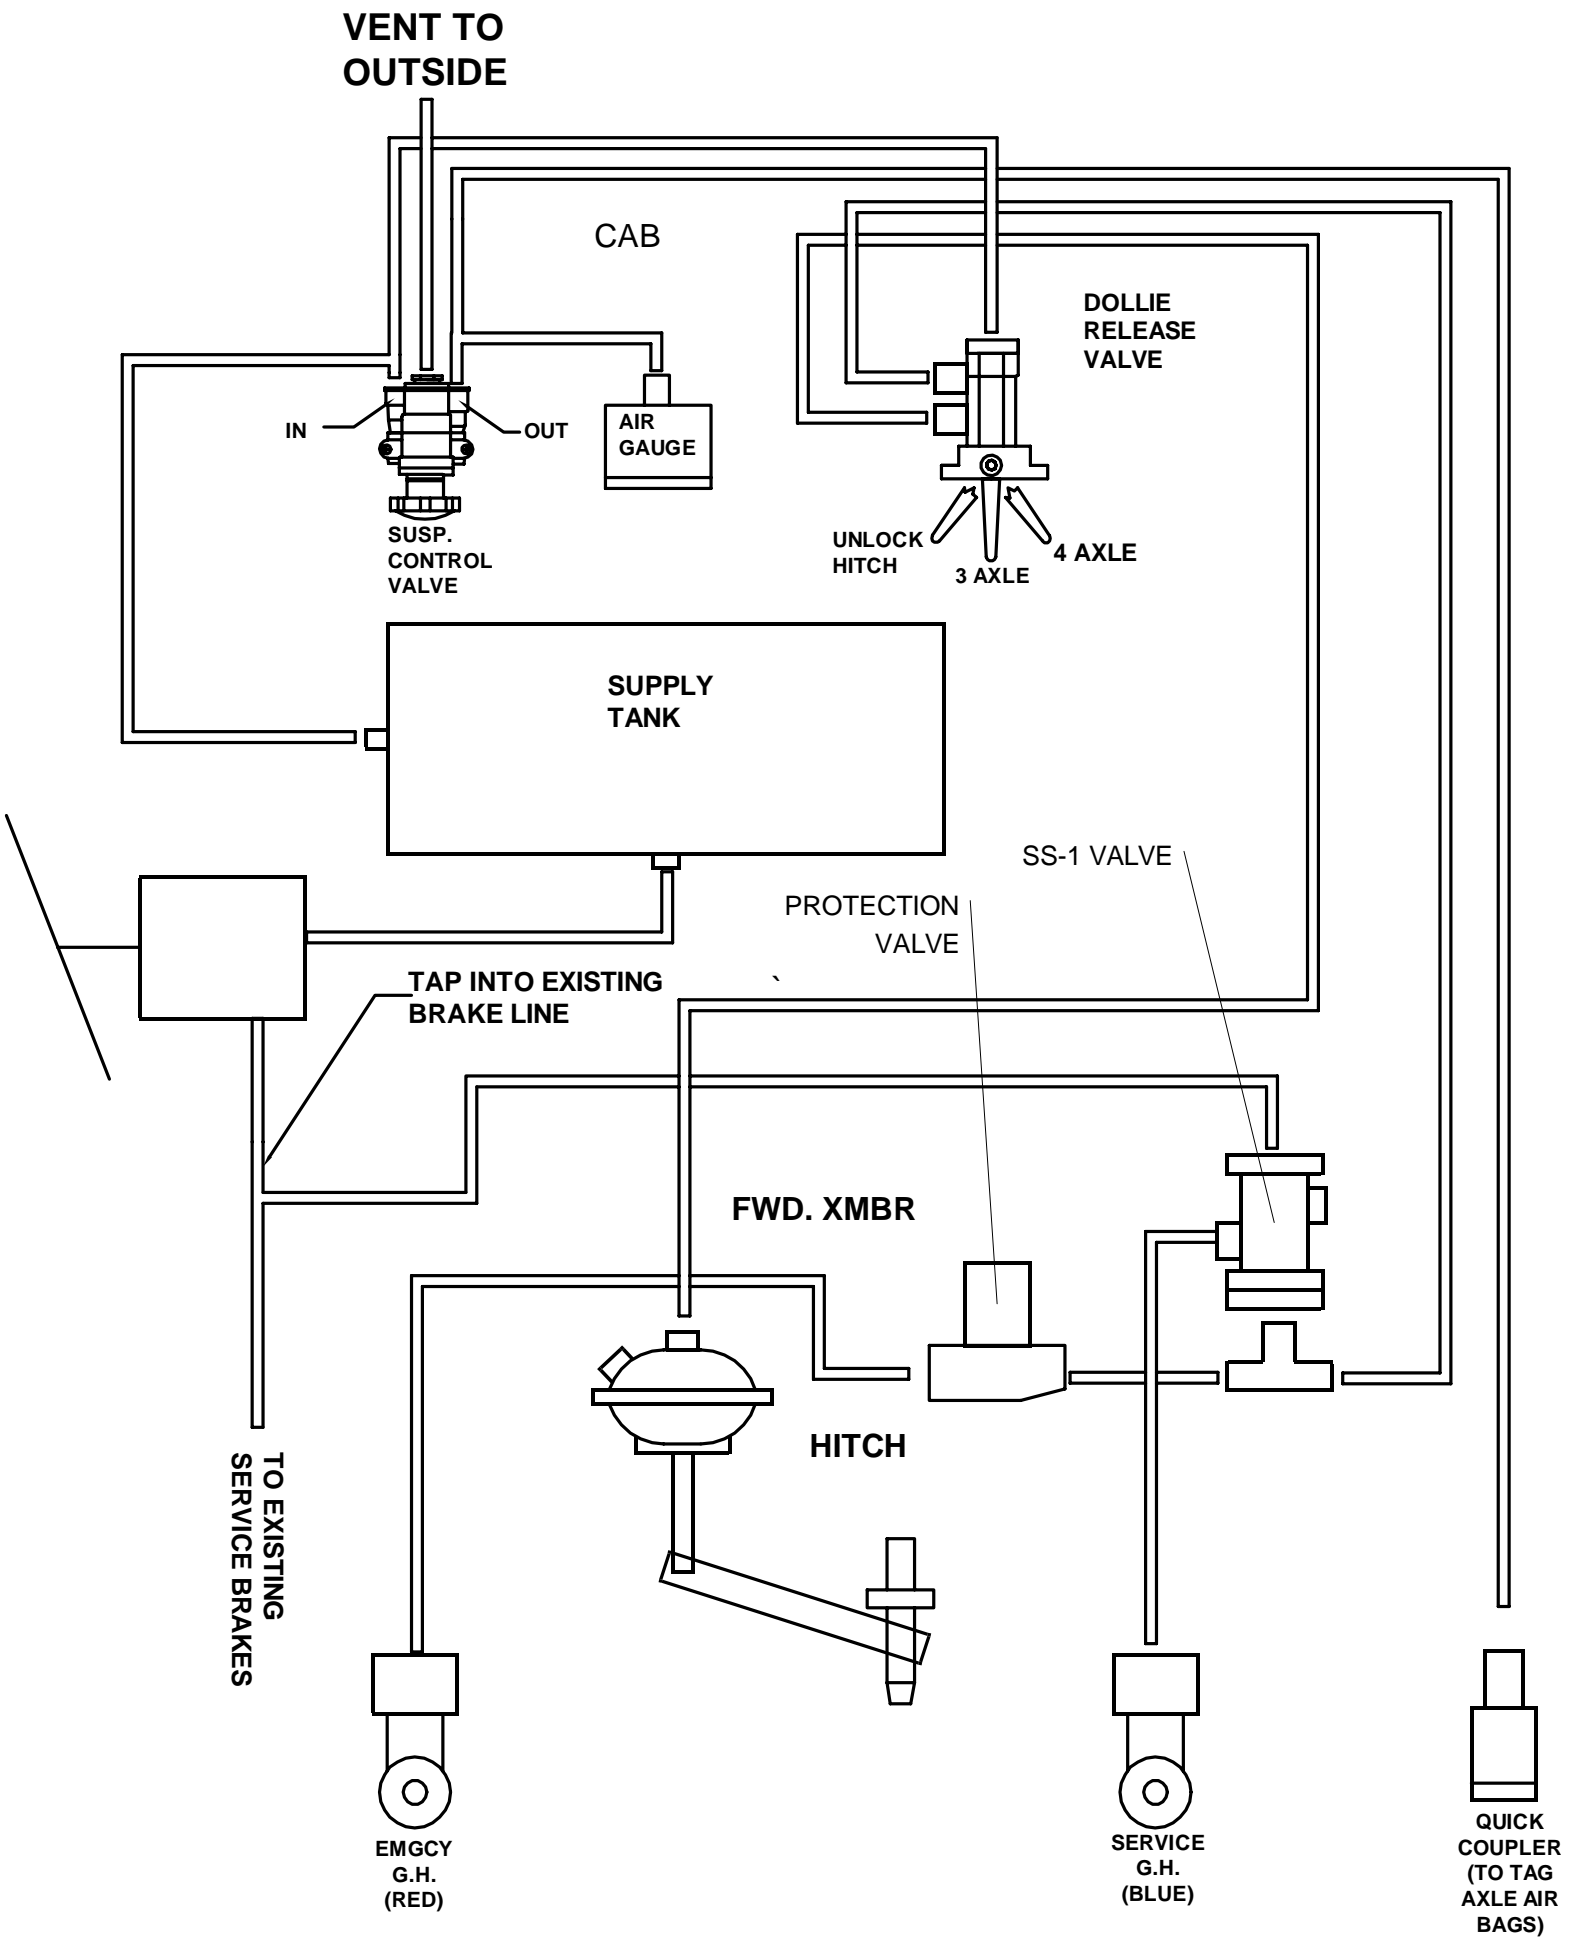 VENT TO
OUTSIDE
CAB
DOLLIE
RELEASE
VALVE
IN
OUT
AIR
GAUGE
SUSP.
CONTROL
VALVE
UNLOCK
HITCH
3 AXLE
4 AXLE
SUPPLY
TANK
SS-1 VALVE
PROTECTION
VALVE
TAP INTO EXISTING
BRAKE LINE
`
FWD. XMBR
HITCH
TO EXISTING
SERVICE BRAKES
EMGCY
G.H.
(RED)
SERVICE
G.H.
(BLUE)
QUICK
COUPLER
(TO TAG
AXLE AIR
BAGS)